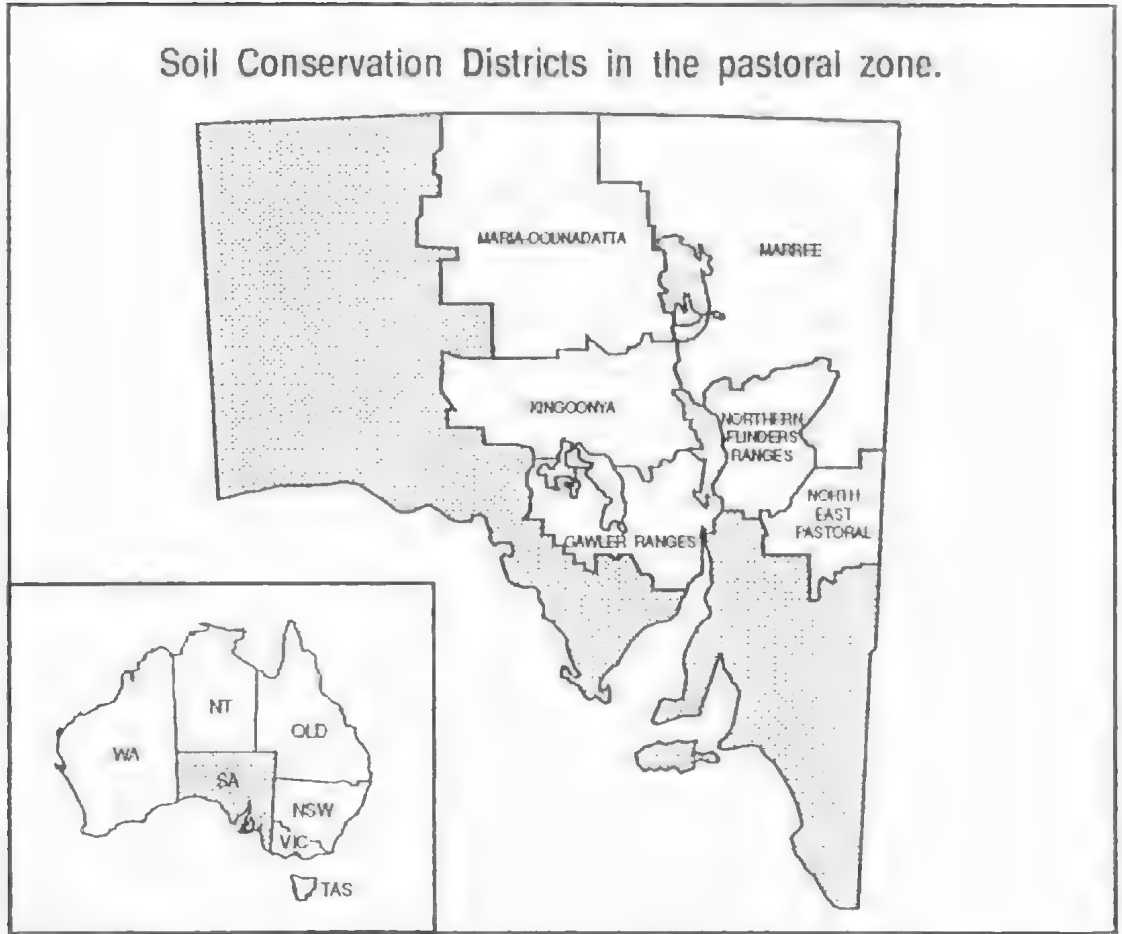 Soil Conservation Districts in the pastoral zone.
MARLA-OODNADATTA
MARREE
KINGOONYA
NORTHERN
FLINDERS
RANGES
NORTH
EAST
PASTORAL
GAWLER RANGES
NT
QLD
WA
SA
NSW
VIC
TAS